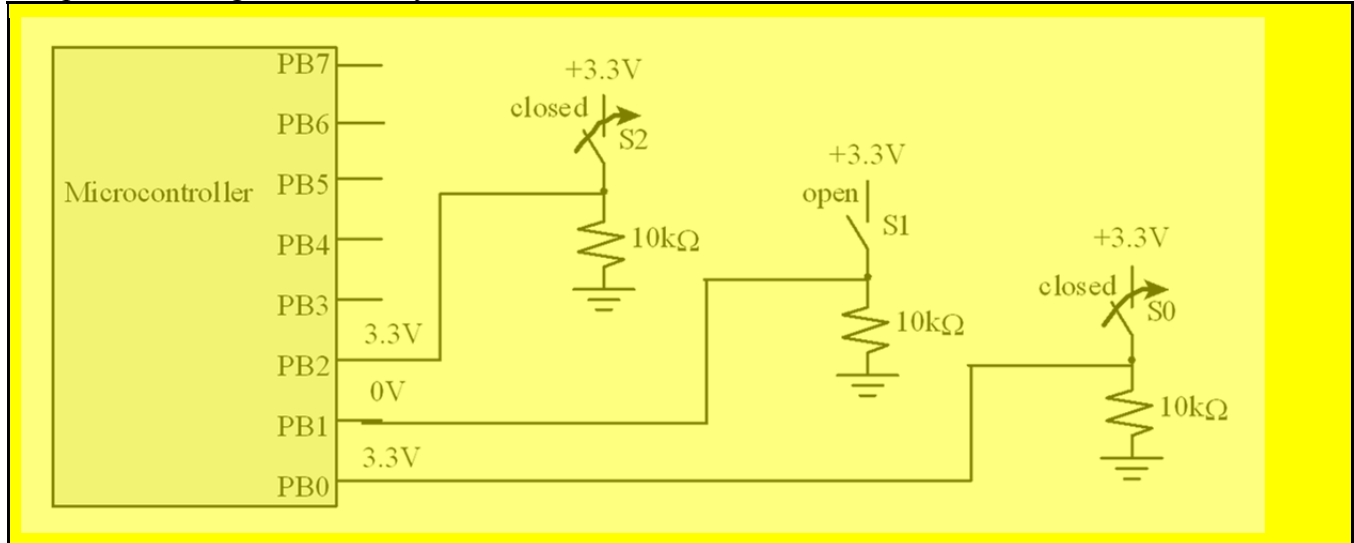 PB7
+3.3V
closed
PB6
S2
+3.3V
Microcontroller
PB5
open
S1
PB4
10kΩ
+3.3V
closed
PB3
S0
3.3V
10kΩ
PB2
0V
10kΩ
PB1
3.3V
PB0